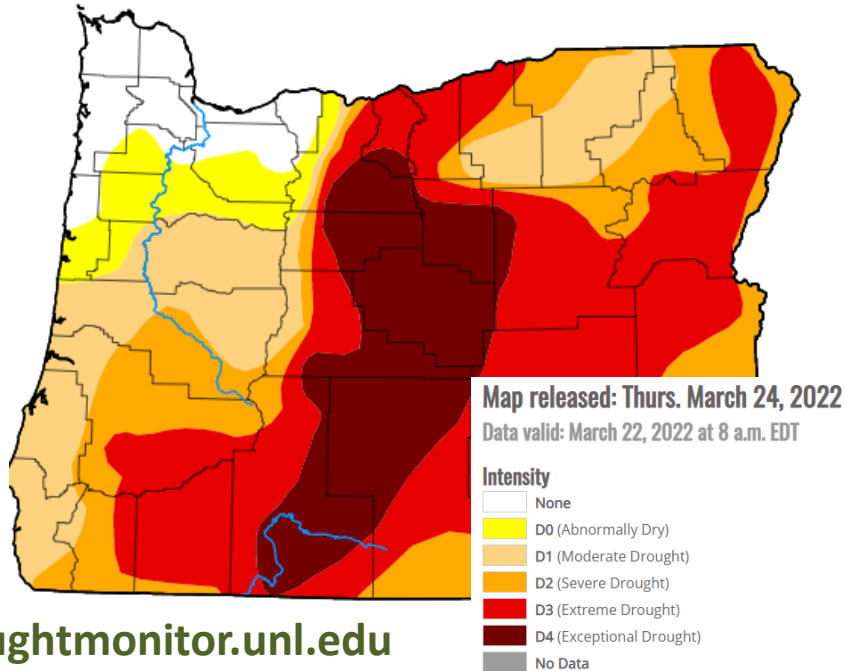 Map released: Thurs. March 24, 2022
Data valid: March 22, 2022 at 8 a.m. EDT
Intensity
None
D0 (Abnormally Dry)
D1 (Moderate Drought)
D2 (Severe Drought)
D3 (Extreme Drought)
D4 (Exceptional Drought)
No Data
ughtmonitor.unl.edu